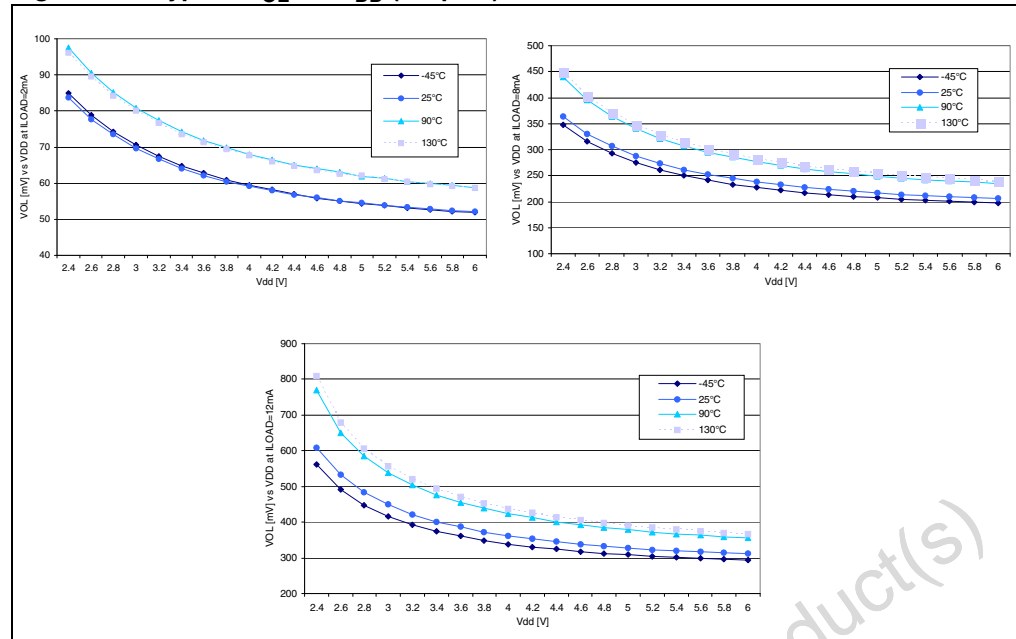 100
90
80
70
60
50
40
VOL [mV] vs VDD at ILOAD=2mA
2.4 2.6 2.8 3 3.2 3.4 3.6 3.8 4 4.2 4.4 4.6 4.8 5 5.2 5.4 5.6 5.8 6
Vdd [V]
-45°C
25°C
90°C
130°C
500
450
400
350
300
250
200
150
100
VOL [mV] vs VDD at ILOAD=8mA
2.4 2.6 2.8 3 3.2 3.4 3.6 3.8 4 4.2 4.4 4.6 4.8 5 5.2 5.4 5.6 5.8 6
Vdd [V]
-45°C
25°C
90°C
130°C
900
800
700
600
500
400
300
200
VOL [mV] vs VDD at ILOAD=12mA
2.4 2.6 2.8 3 3.2 3.4 3.6 3.8 4 4.2 4.4 4.6 4.8 5 5.2 5.4 5.6 5.8 6
Vdd [V]
-45°C
25°C
90°C
130°C